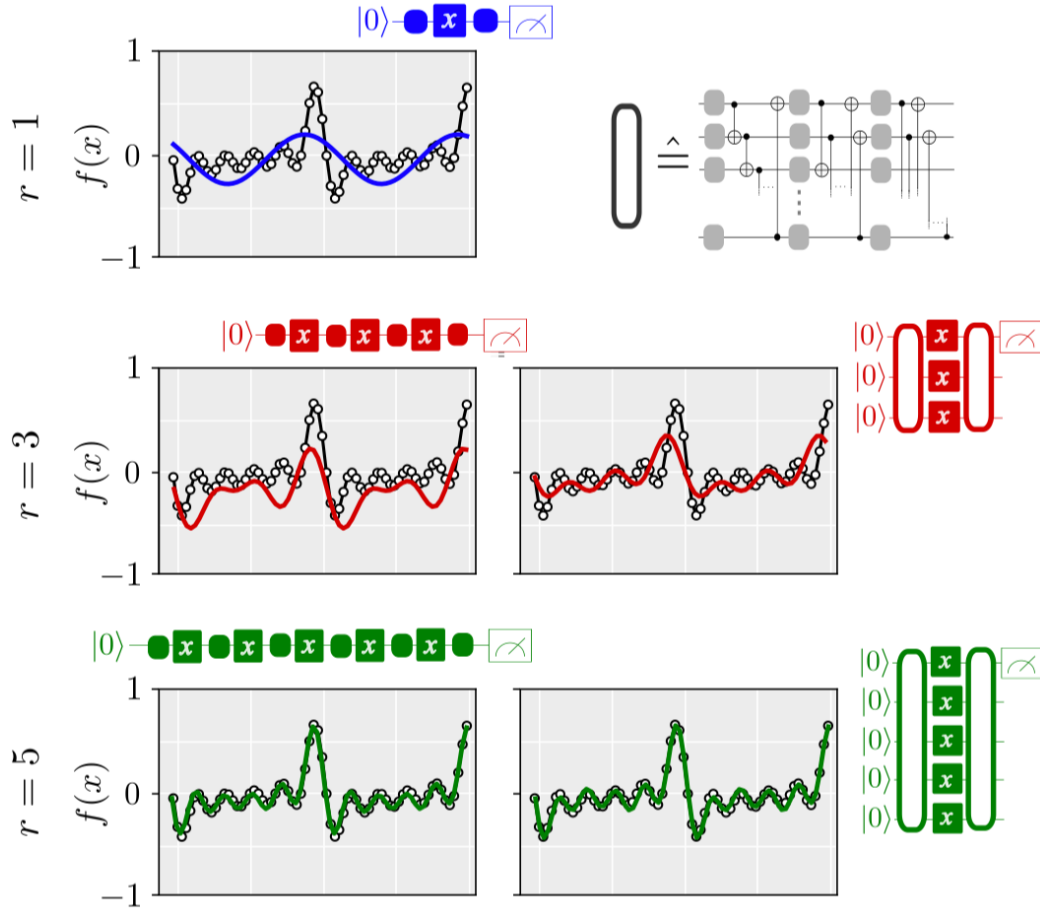 |0⟩ x
r = 1
f(x)
1
0
−1
≙
|0⟩ x x x
r = 3
f(x)
1
0
−1
|0⟩ x
|0⟩ x
|0⟩ x
|0⟩ x x x x x
r = 5
f(x)
1
0
−1
|0⟩ x
|0⟩ x
|0⟩ x
|0⟩ x
|0⟩ x